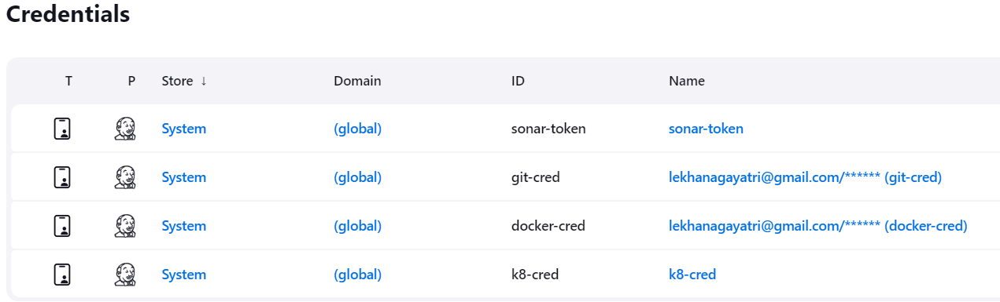 Credentials
T P Store ↓ Domain ID Name
System (global) sonar-token sonar-token
System (global) git-cred lekhanagayatri@gmail.com/****** (git-cred)
System (global) docker-cred lekhanagayatri@gmail.com/****** (docker-cred)
System (global) k8-cred k8-cred